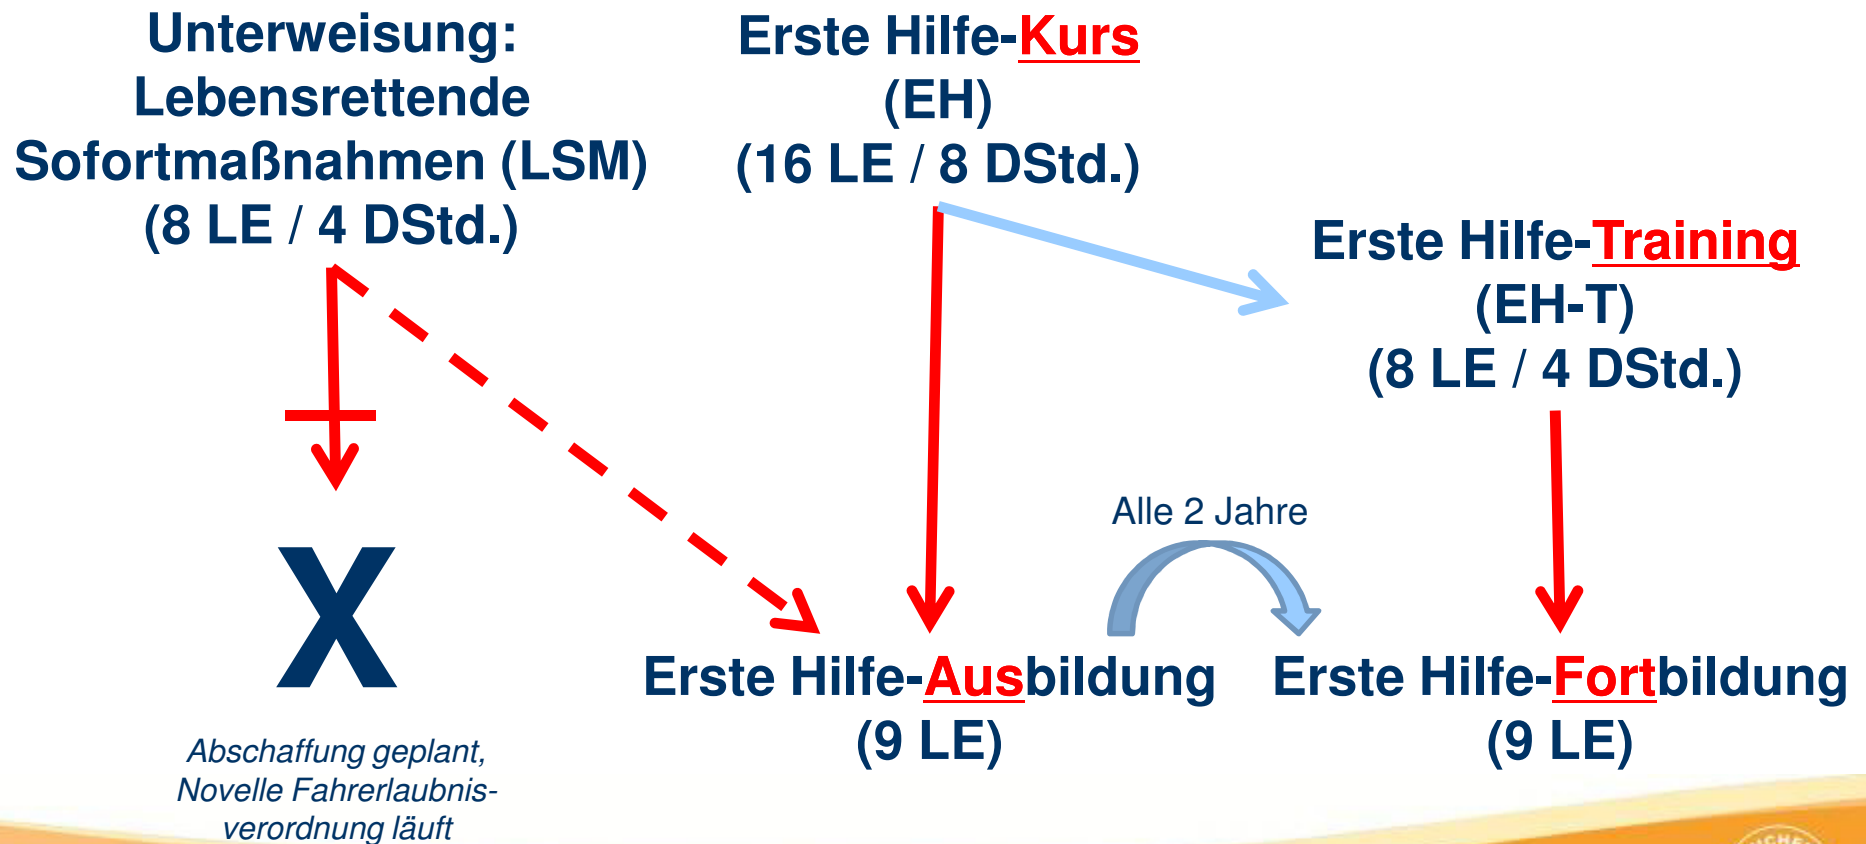 Unterweisung:
Lebensrettende
Sofortmaßnahmen (LSM)
(8 LE / 4 DStd.)
Erste Hilfe-Kurs
(EH)
(16 LE / 8 DStd.)
Erste Hilfe-Training
(EH-T)
(8 LE / 4 DStd.)
Alle 2 Jahre
X
Abschaffung geplant,
Novelle Fahrerlaubnis-
verordnung läuft
Erste Hilfe-Ausbildung
(9 LE)
Erste Hilfe-Fortbildung
(9 LE)